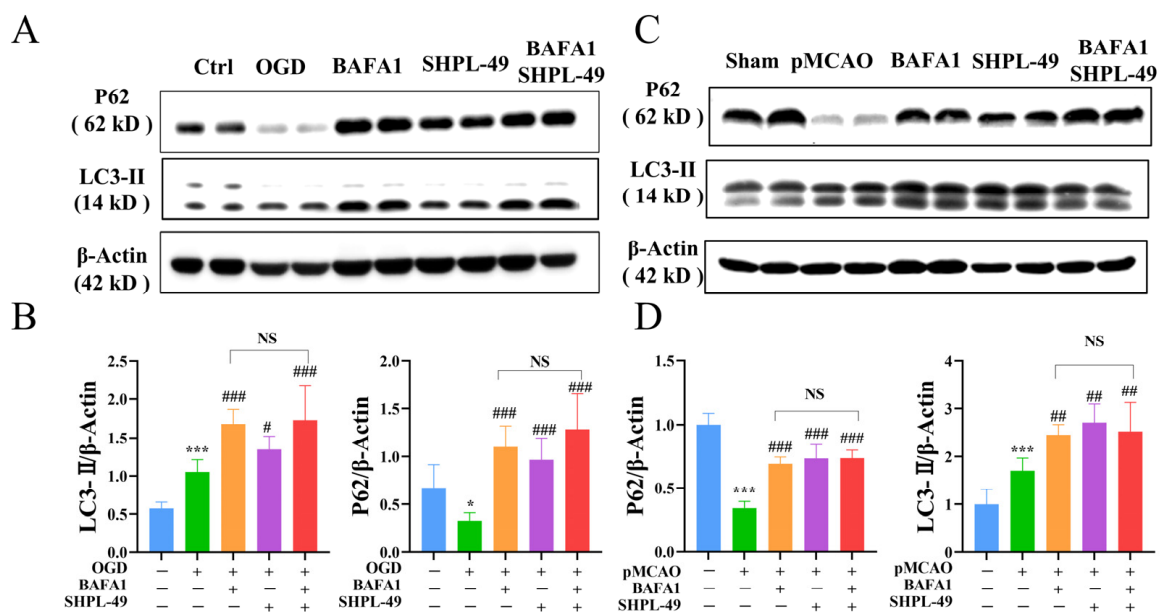 A
Ctrl OGD BAFA1 SHPL-49 BAFA1
SHPL-49
P62
( 62 kD )
LC3-II
(14 kD )
β-Actin
(42 kD )
C
Sham pMCAO BAFA1 SHPL-49 BAFA1
SHPL-49
P62
( 62 kD )
LC3-II
( 14 kD )
β-Actin
( 42 kD )
B
LC3- II/β-Actin
2.5
2.0
1.5
1.0
0.5
0.0
***
###
#
###
NS
OGD – + + + +
BAFA1 – – + – +
SHPL-49 – – – + +
P62/β-Actin
2.0
1.5
1.0
0.5
0.0
*
###
###
###
NS
OGD – + + + +
BAFA1 – – + – +
SHPL-49 – – – + +
D
P62/β-Actin
1.5
1.0
0.5
0.0
***
###
###
###
NS
pMCAO – + + + +
BAFA1 – – + – +
SHPL-49 – – – + +
LC3- II/β-Actin
4
3
2
1
0
***
##
##
##
NS
pMCAO – + + + +
BAFA1 – – + – +
SHPL-49 – – – + +